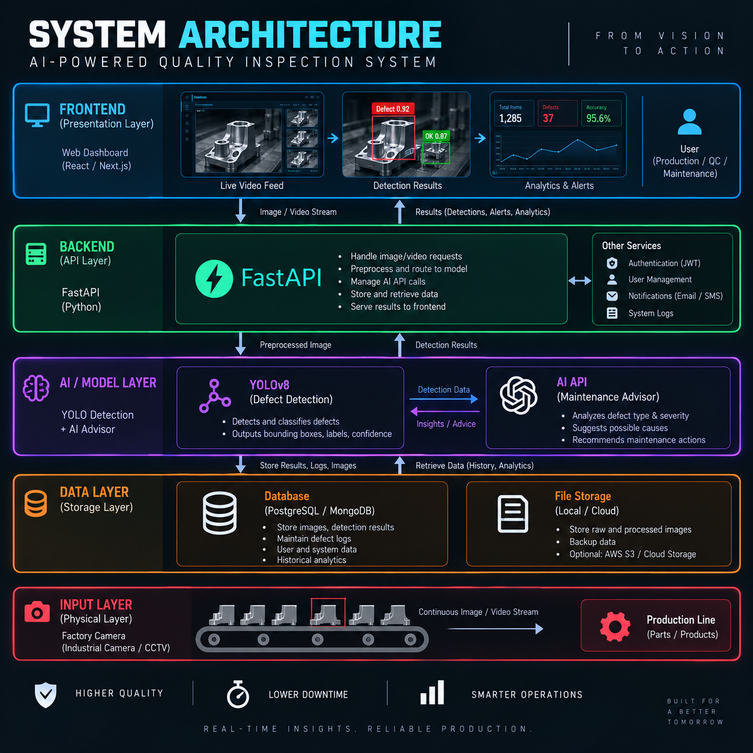 SYSTEM ARCHITECTURE
AI-POWERED QUALITY INSPECTION SYSTEM
FROM VISION
TO ACTION
FRONTEND
(Presentation Layer)
Web Dashboard
(React / Next.js)
Live Video Feed
Defect 0.92
OK 0.87
Detection Results
Total Items
1,285
Defects
37
Accuracy
95.6%
Analytics & Alerts
User
(Production / QC /
Maintenance)
Image / Video Stream
Results (Detections, Alerts, Analytics)
BACKEND
(API Layer)
FastAPI
(Python)
FastAPI
• Handle image/video requests
• Preprocess and route to model
• Manage AI API calls
• Store and retrieve data
• Serve results to frontend
Other Services
Authentication (JWT)
User Management
Notifications (Email / SMS)
System Logs
Preprocessed Image
Detection Results
AI / MODEL LAYER
YOLO Detection
+ AI Advisor
YOLOv8
(Defect Detection)
• Detects and classifies defects
• Outputs bounding boxes, labels, confidence
Detection Data
Insights / Advice
AI API
(Maintenance Advisor)
• Analyzes defect type & severity
• Suggests possible causes
• Recommends maintenance actions
Store Results, Logs, Images
Retrieve Data (History, Analytics)
DATA LAYER
(Storage Layer)
Database
(PostgreSQL / MongoDB)
• Store images, detection results
• Maintain defect logs
• User and system data
• Historical analytics
File Storage
(Local / Cloud)
• Store raw and processed images
• Backup data
• Optional: AWS S3 / Cloud Storage
INPUT LAYER
(Physical Layer)
Factory Camera
(Industrial Camera / CCTV)
Continuous Image / Video Stream
Production Line
(Parts / Products)
HIGHER QUALITY
LOWER DOWNTIME
SMARTER OPERATIONS
BUILT FOR
A BETTER
TOMORROW
REAL-TIME INSIGHTS. RELIABLE PRODUCTION.